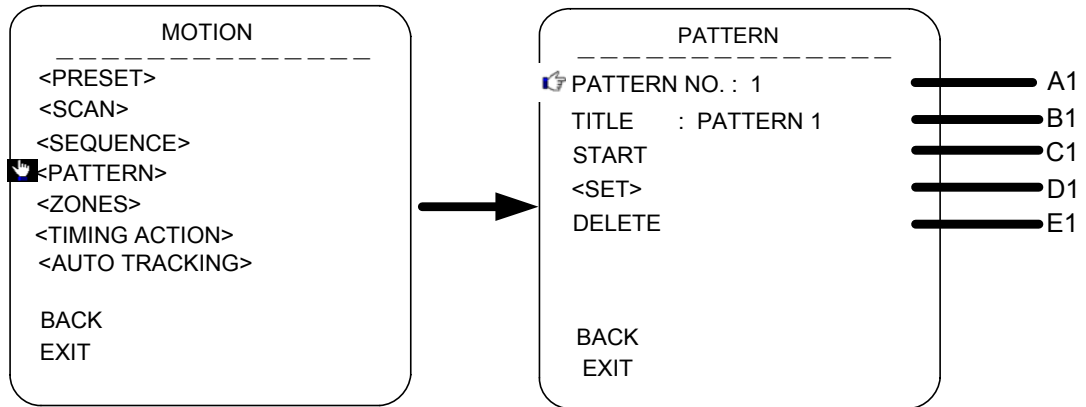 MOTION
<PRESET>
<SCAN>
<SEQUENCE>
<PATTERN>
<ZONES>
<TIMING ACTION>
<AUTO TRACKING>
BACK
EXIT
PATTERN
PATTERN NO. : 1
TITLE : PATTERN 1
START
<SET>
DELETE
BACK
EXIT
A1
B1
C1
D1
E1